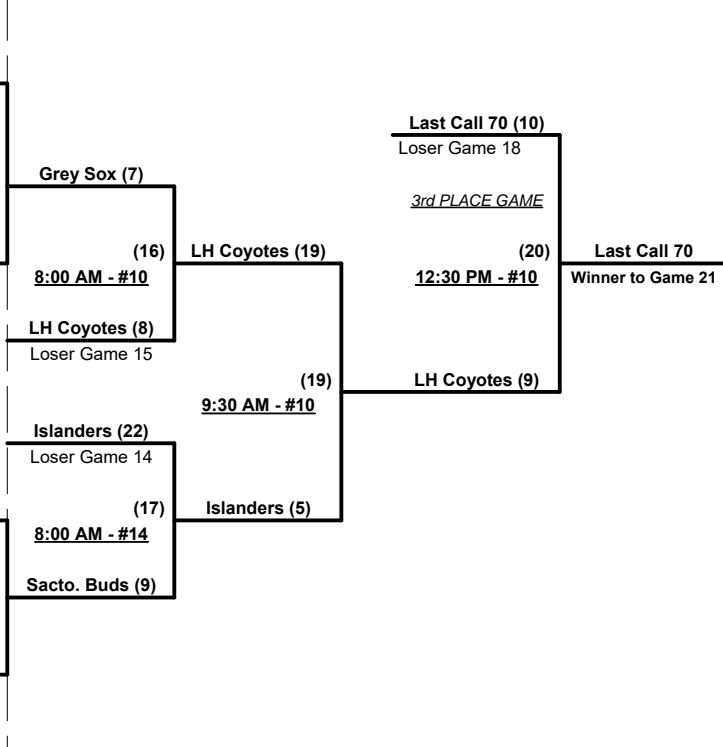 Last Call 70 (10)
Loser Game 18
Grey Sox (7)
3rd PLACE GAME
(16)
LH Coyotes (19)
(20)
Last Call 70
8:00 AM - #10
12:30 PM - #10
Winner to Game 21
LH Coyotes (8)
Loser Game 15
(19)
LH Coyotes (9)
9:30 AM - #10
Islanders (22)
Loser Game 14
(17)
Islanders (5)
8:00 AM - #14
Sacto. Buds (9)